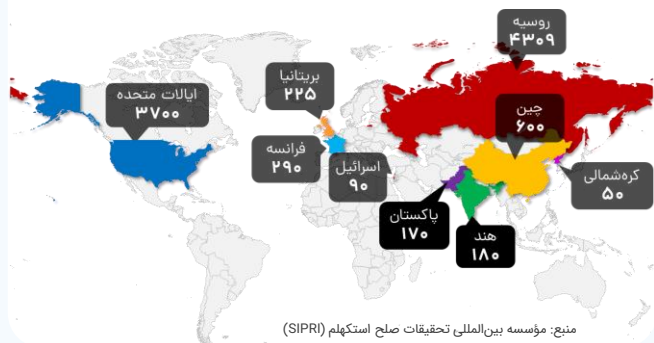 روسیه
۴۳۰۹
بریتانیا
۲۲۵
ایالات متحده
۳۷۰۰
چین
۶۰۰
فرانسه
۲۹۰
اسرائیل
۹۰
کره‌شمالی
۵۰
پاکستان
۱۷۰
هند
۱۸۰
منبع: مؤسسه بین‌المللی تحقیقات صلح استکهلم (SIPRI)